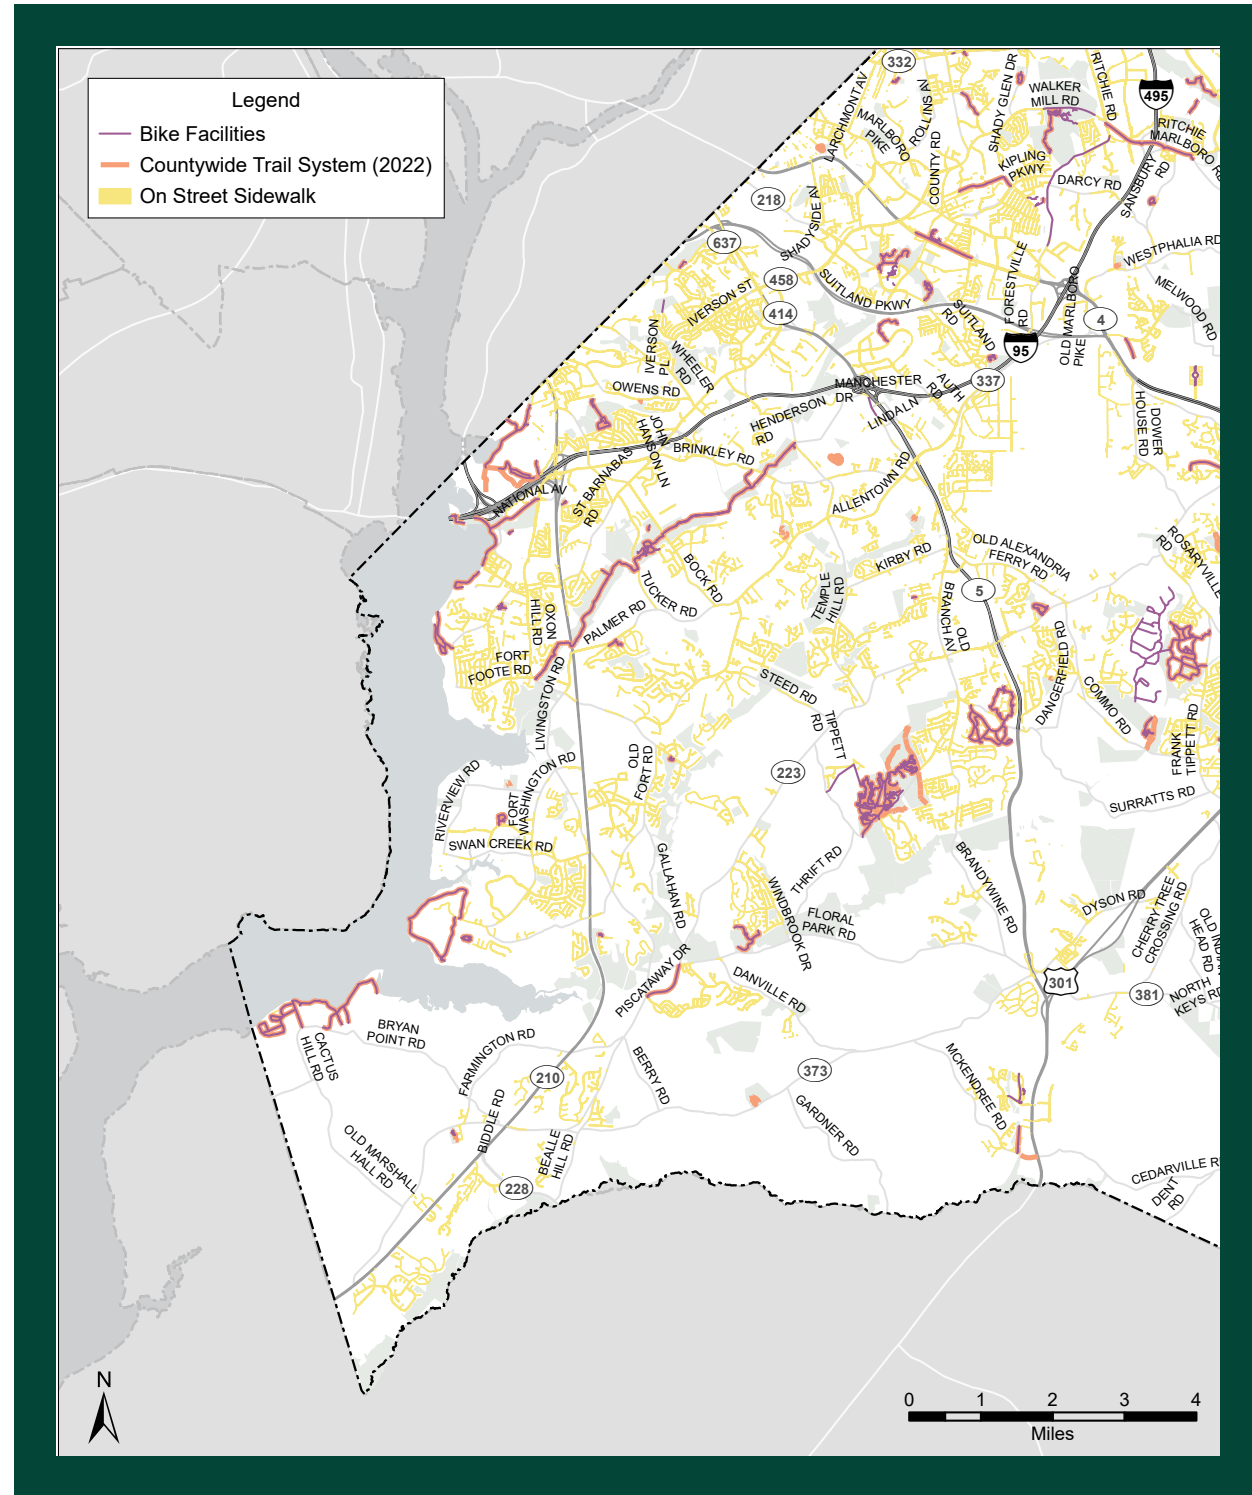 Legend
Bike Facilities
Countywide Trail System (2022)
On Street Sidewalk
332
LARCHMONT AV
MARLBORO
PIKE
ROLLINS AV
COUNTY RD
SHADY GLEN DR
WALKER
MILL RD
RITCHIE RD
495
RITCHIE
MARLBORO RD
KIPLING
PKWY
DARCY RD
SANSBURY
RD
218
SHADYSIDE AV
637
WESTPHALIA RD
458
SUITLAND PKWY
IVERSON ST
414
FORESTVILLE
RD
OLD MARLBORO
PIKE
MELWOOD RD
SUITLAND
RD
4
95
IVERSON
PL
WHEELER
RD
OWENS RD
MANCHESTER
DR
AUTH
RD
337
HENDERSON
RD
LINDALN
DOWER
HOUSE RD
JOHN
HANSON LN
BRINKLEY RD
NATIONAL AV
ST BARNABAS
RD
ALLENTOWN RD
KIRBY RD
OLD ALEXANDRIA
FERRY RD
ROSARYVILLE
RD
BOCK RD
TUCKER RD
TEMPLE
HILL RD
5
OLD
BRANCH AV
OXON
HILL RD
PALMER RD
FORT
FOOTE RD
LIVINGSTON RD
STEED RD
DANGERFIELD RD
COMMO RD
TIPPETT
RD
FRANK
TIPPETT RD
OLD
FORT RD
223
RIVERVIEW RD
FORT
WASHINGTON RD
SURRATTS RD
SWAN CREEK RD
GALLAHAN RD
THRIFT RD
WINDBROOK DR
BRANDYWINE RD
FLORAL
PARK RD
DYSON RD
CHERRY TREE
CROSSING RD
OLD INDIAN
HEAD RD
PISCATAWAY DR
DANVILLE RD
301
381
NORTH
KEYS RD
BRYAN
POINT RD
CACTUS
HILL RD
FARMINGTON RD
210
BERRY RD
373
MCKENDREE RD
BIDDLE RD
GARDNER RD
OLD MARSHALL
HALL RD
BEALLE
HILL RD
228
CEDARVILLE R
DENT
RD
N
0 1 2 3 4
Miles